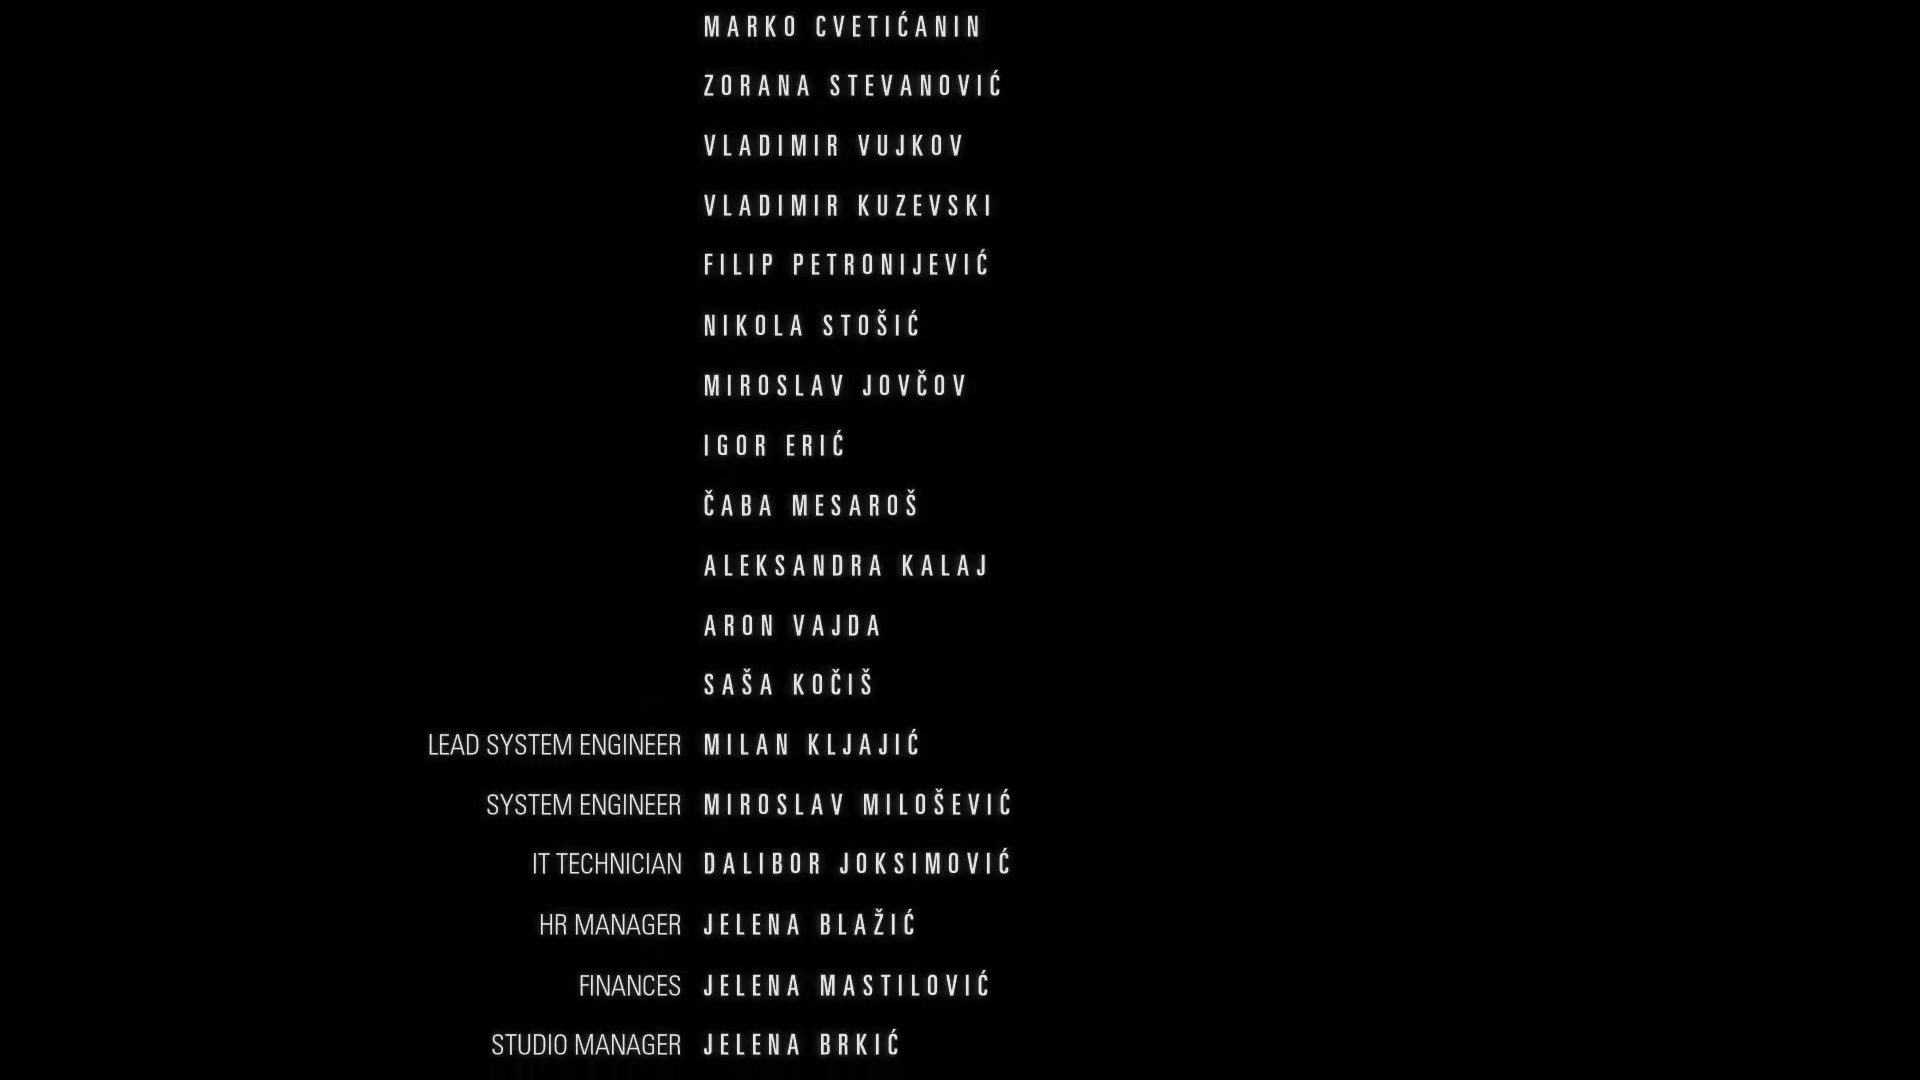 MARKO CVETIĆANIN
ZORANA STEVANOVIĆ
VLADIMIR VUJKOV
VLADIMIR KUZEVSKI
FILIP PETRONIJEVIĆ
NIKOLA STOŠIĆ
MIROSLAV JOVČOV
IGOR ERIĆ
ČABA MESAROŠ
ALEKSANDRA KALAJ
ARON VAJDA
SAŠA KOČIŠ
LEAD SYSTEM ENGINEER MILAN KLJAJIĆ
SYSTEM ENGINEER MIROSLAV MILOŠEVIĆ
IT TECHNICIAN DALIBOR JOKSIMOVIĆ
HR MANAGER JELENA BLAŽIĆ
FINANCES JELENA MASTILOVIĆ
STUDIO MANAGER JELENA BRKIĆ